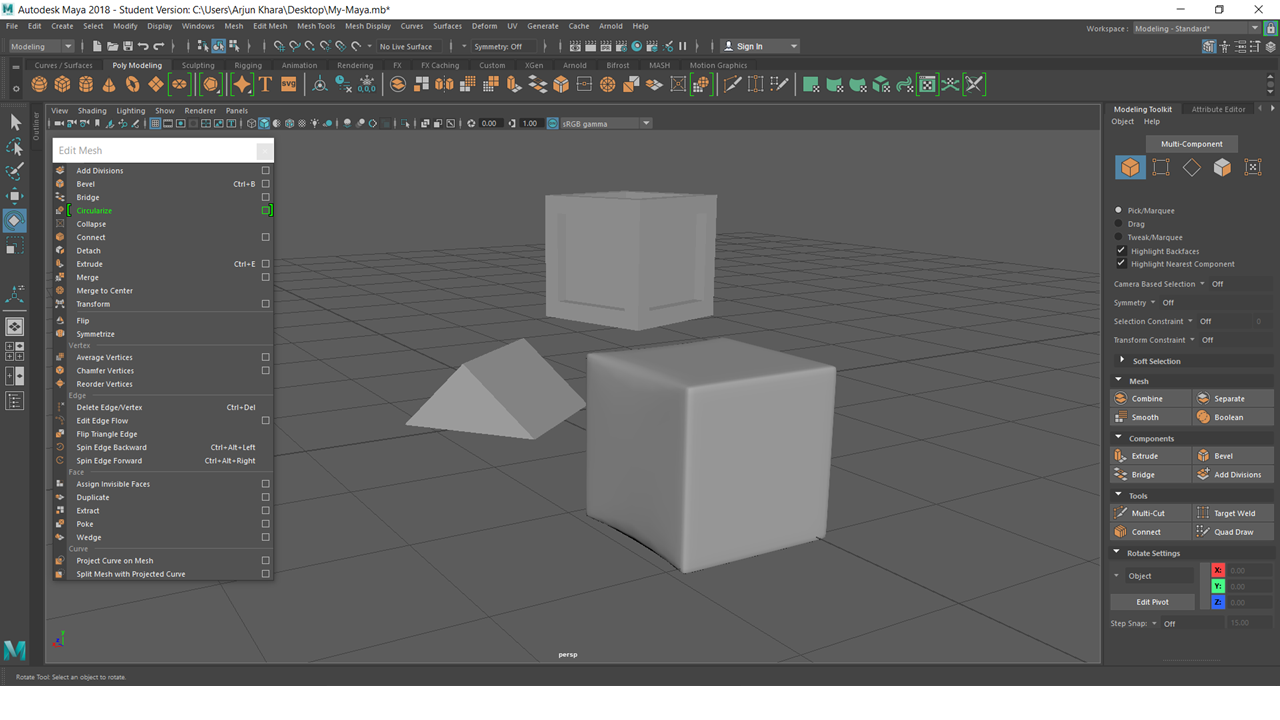 Autodesk Maya 2018 - Student Version: C:\Users\Arjun Khara\Desktop\My-Maya.mb*
File Edit Create Select Modify Display Windows Mesh Edit Mesh Mesh Tools Mesh Display Curves Surfaces Deform UV Generate Cache Arnold Help
Workspace : Modeling - Standard*
Modeling No Live Surface Symmetry: Off Sign In
Curves / Surfaces Poly Modeling Sculpting Rigging Animation Rendering FX FX Caching Custom XGen Arnold Bifrost MASH Motion Graphics
T SVG
0,0,0
Outliner
View Shading Lighting Show Renderer Panels
0.00 1.00 sRGB gamma
Edit Mesh
Add Divisions
Bevel Ctrl+B
Bridge
Circularize
Collapse
Connect
Detach
Extrude Ctrl+E
Merge
Merge to Center
Transform
Flip
Symmetrize
Vertex
Average Vertices
Chamfer Vertices
Reorder Vertices
Edge
Delete Edge/Vertex Ctrl+Del
Edit Edge Flow
Flip Triangle Edge
Spin Edge Backward Ctrl+Alt+Left
Spin Edge Forward Ctrl+Alt+Right
Face
Assign Invisible Faces
Duplicate
Extract
Poke
Wedge
Curve
Project Curve on Mesh
Split Mesh with Projected Curve
persp
Modeling Toolkit Attribute Editor
Object Help
Multi-Component
Pick/Marquee
Drag
Tweak/Marquee
Highlight Backfaces
Highlight Nearest Component
Camera Based Selection Off
Symmetry Off
Selection Constraint Off 0
Transform Constraint Off
Soft Selection
Mesh
Combine Separate
Smooth Boolean
Components
Extrude Bevel
Bridge Add Divisions
Tools
Multi-Cut Target Weld
Connect Quad Draw
Rotate Settings
X: 0.00
Object
Y: 0.00
Edit Pivot Z: 0.00
Step Snap: Off 15.00
Rotate Tool: Select an object to rotate.